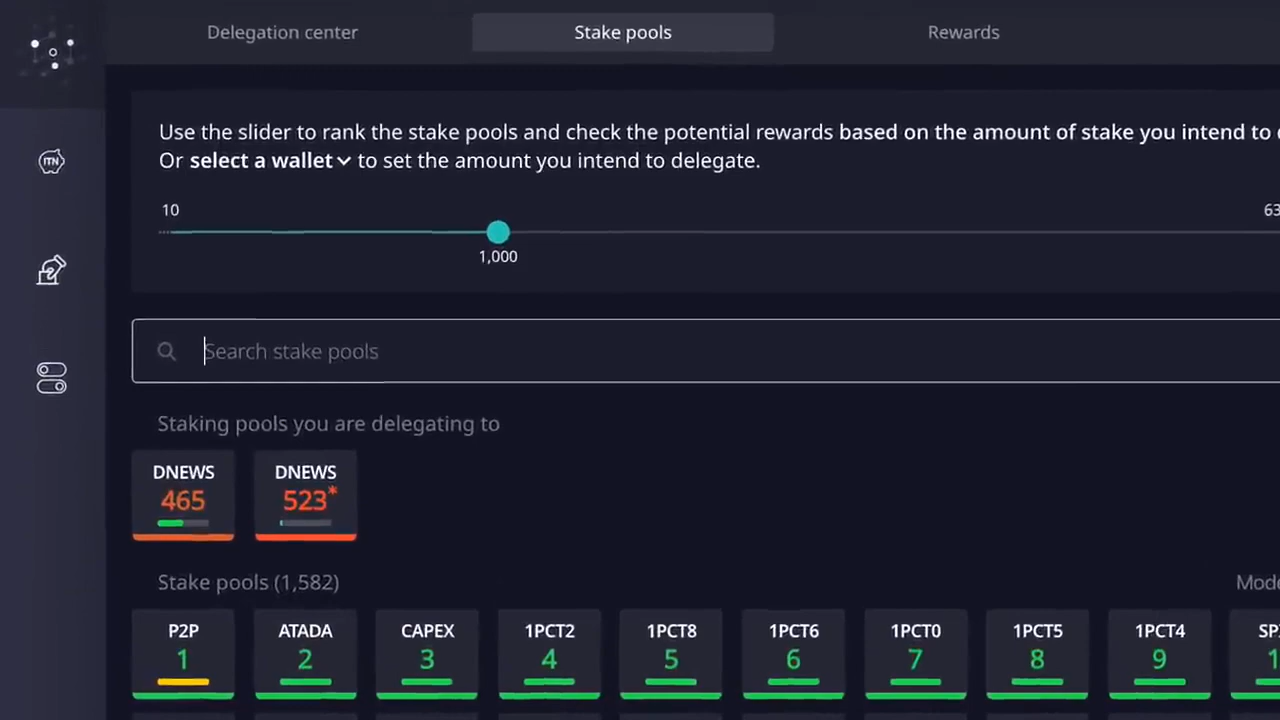 Delegation center
Stake pools
Rewards
ITN
Use the slider to rank the stake pools and check the potential rewards based on the amount of stake you intend to
Or select a wallet to set the amount you intend to delegate.
10
63
1,000
Search stake pools
Staking pools you are delegating to
DNEWS
465
DNEWS
523*
Stake pools (1,582)
P2P
1
ATADA
2
CAPEX
3
1PCT2
4
1PCT8
5
1PCT6
6
1PCT0
7
1PCT5
8
1PCT4
9